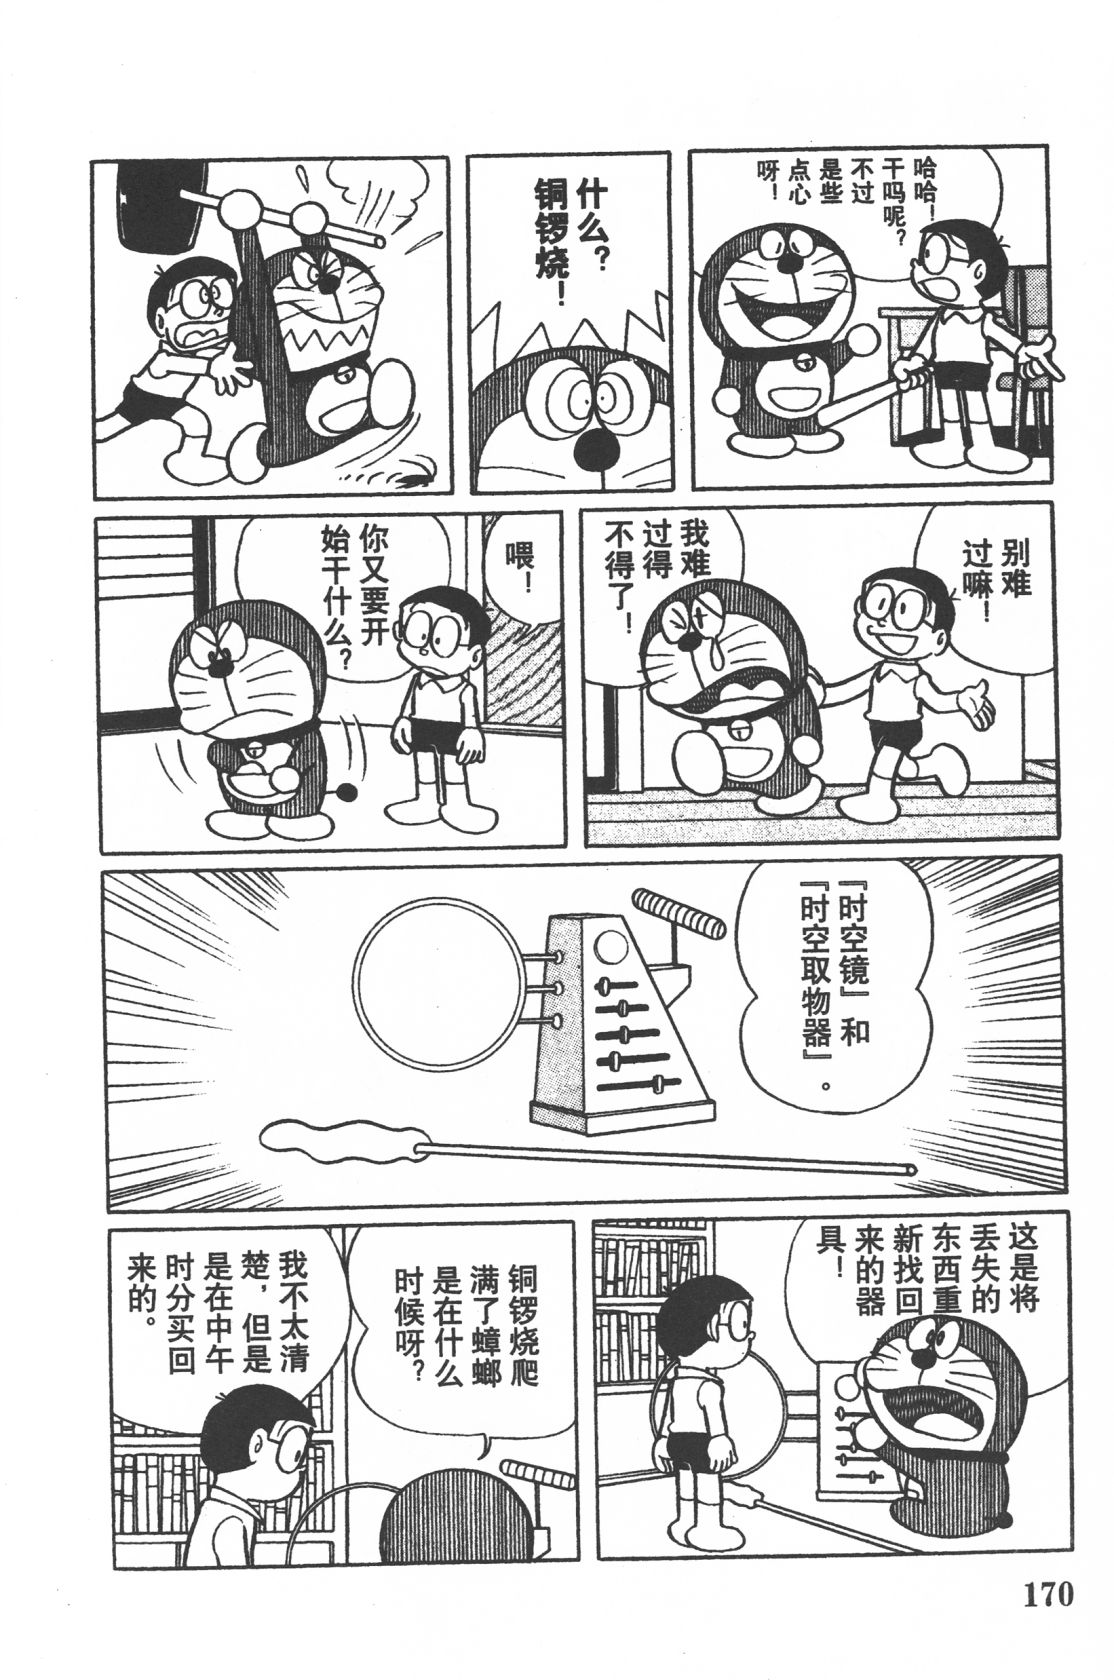 哈哈！
干吗呢？
不过
是些
点心
呀！
什么？
铜锣烧！
别难
过嘛！
我难
过得
不得了！
喂！
你又要开
始干什么？
『时空镜』和
『时空取物器』。
这是将
丢失的
东西重
新找回
来的器
具！
铜锣烧爬
满了蟑螂
是在什么
时候呀？
我不太清
楚，但是
是在中午
时分买回
来的。
170